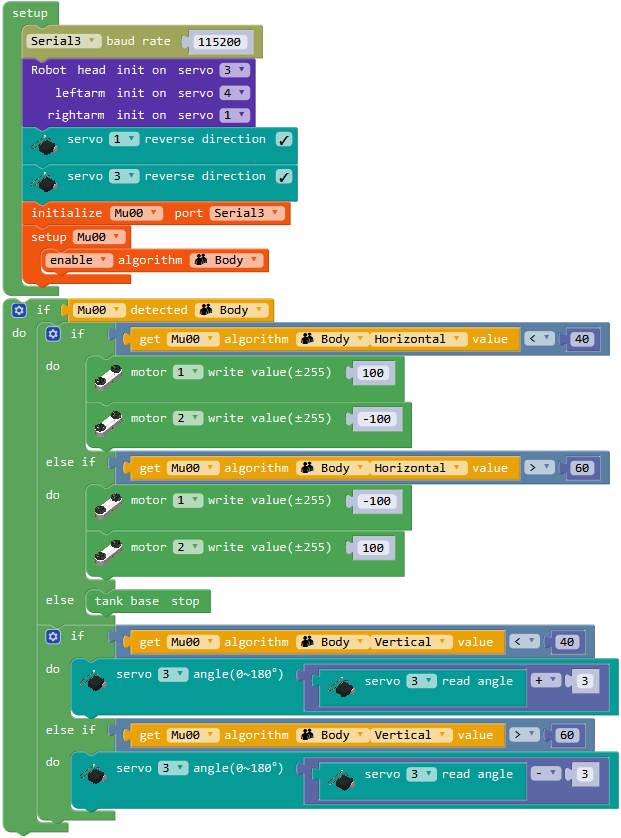 setup
Serial3 baud rate 115200
Robot head init on servo 3
leftarm init on servo 4
rightarm init on servo 1
servo 1 reverse direction ✓
servo 3 reverse direction ✓
initialize Mu00 port Serial3
setup Mu00
enable algorithm Body
if Mu00 detected Body
do if get Mu00 algorithm Body Horizontal value < 40
do motor 1 write value(±255) 100
motor 2 write value(±255) -100
else if get Mu00 algorithm Body Horizontal value > 60
do motor 1 write value(±255) -100
motor 2 write value(±255) 100
else tank base stop
if get Mu00 algorithm Body Vertical value < 40
do servo 3 angle(0~180°) servo 3 read angle + 3
else if get Mu00 algorithm Body Vertical value > 60
do servo 3 angle(0~180°) servo 3 read angle - 3